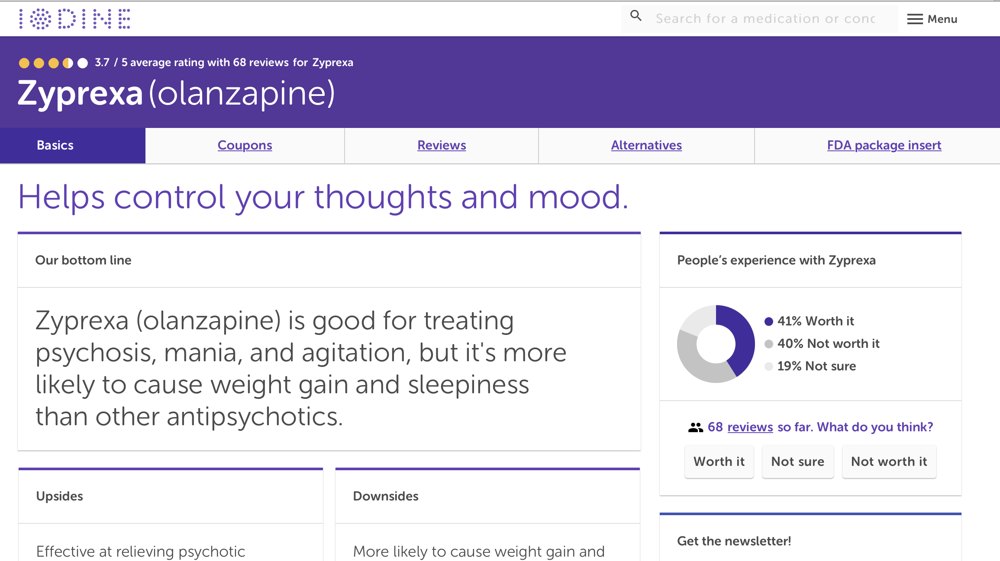 IODINE
Search for a medication or conc
Menu
3.7 / 5 average rating with 68 reviews for Zyprexa
Zyprexa (olanzapine)
Basics
Coupons
Reviews
Alternatives
FDA package insert
Helps control your thoughts and mood.
Our bottom line
Zyprexa (olanzapine) is good for treating
psychosis, mania, and agitation, but it's more
likely to cause weight gain and sleepiness
than other antipsychotics.
People’s experience with Zyprexa
41% Worth it
40% Not worth it
19% Not sure
68 reviews so far. What do you think?
Worth it
Not sure
Not worth it
Upsides
Effective at relieving psychotic
Downsides
More likely to cause weight gain and
Get the newsletter!